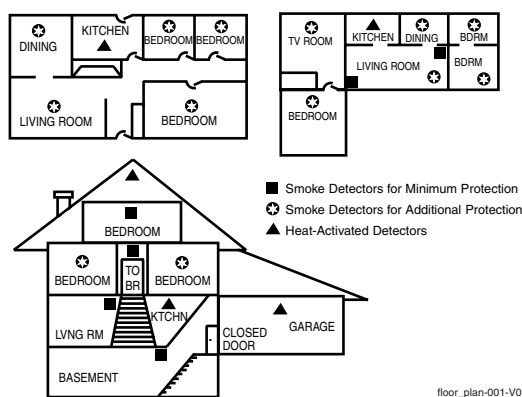 DINING
KITCHEN
BEDROOM
BEDROOM
LIVING ROOM
BEDROOM
TV ROOM
KITCHEN
DINING
BDRM
LIVING ROOM
BDRM
BEDROOM
Smoke Detectors for Minimum Protection
Smoke Detectors for Additional Protection
Heat-Activated Detectors
BEDROOM
BEDROOM
TO
BR
BEDROOM
LVNG RM
KTCHN
CLOSED
DOOR
GARAGE
BASEMENT
floor_plan-001-V0